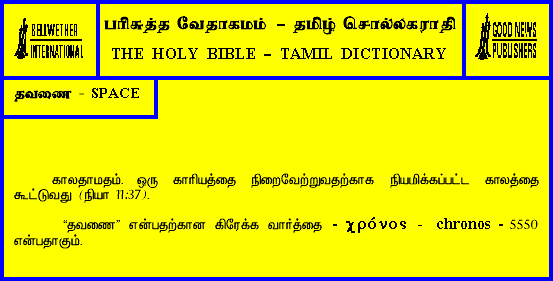 BELLWETHER
INTERNATIONAL
பரிசுத்த வேதாகமம் – தமிழ் சொல்லகராதி
THE HOLY BIBLE – TAMIL DICTIONARY
GOOD NEWS
PUBLISHERS
தவணை - SPACE
காலதாமதம். ஒரு காரியத்தை நிறைவேற்றுவதற்காக நியமிக்கப்பட்ட காலத்தை
கூட்டுவது (நியா 11:37).
“தவணை” என்பதற்கான கிரேக்க வார்த்தை - χρόνος - chronos - 5550
என்பதாகும்.